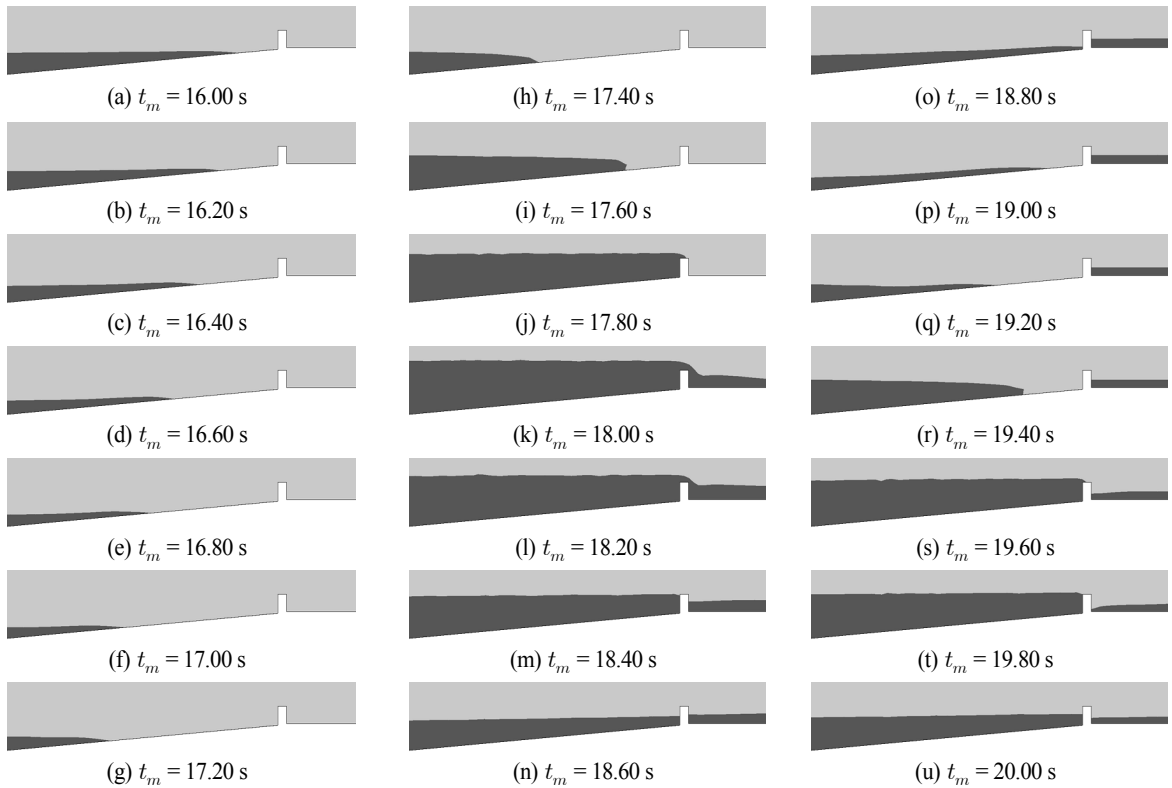 (a) t_m = 16.00 s
(h) t_m = 17.40 s
(o) t_m = 18.80 s
(b) t_m = 16.20 s
(i) t_m = 17.60 s
(p) t_m = 19.00 s
(c) t_m = 16.40 s
(j) t_m = 17.80 s
(q) t_m = 19.20 s
(d) t_m = 16.60 s
(k) t_m = 18.00 s
(r) t_m = 19.40 s
(e) t_m = 16.80 s
(l) t_m = 18.20 s
(s) t_m = 19.60 s
(f) t_m = 17.00 s
(m) t_m = 18.40 s
(t) t_m = 19.80 s
(g) t_m = 17.20 s
(n) t_m = 18.60 s
(u) t_m = 20.00 s